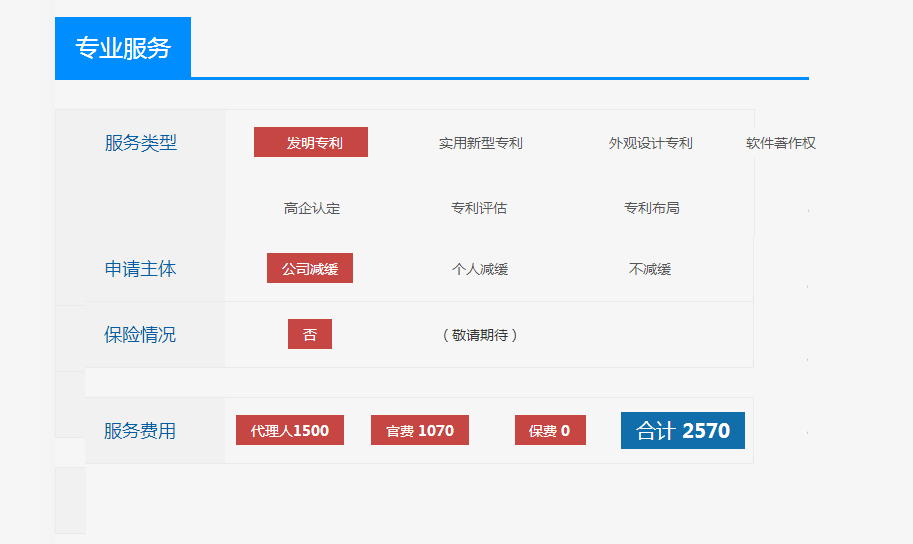 专业服务
服务类型 发明专利 实用新型专利 外观设计专利 软件著作权
高企认定 专利评估 专利布局
申请主体 公司减缓 个人减缓 不减缓
保险情况 否 （敬请期待）
服务费用 代理人1500 官费 1070 保费 0 合计 2570